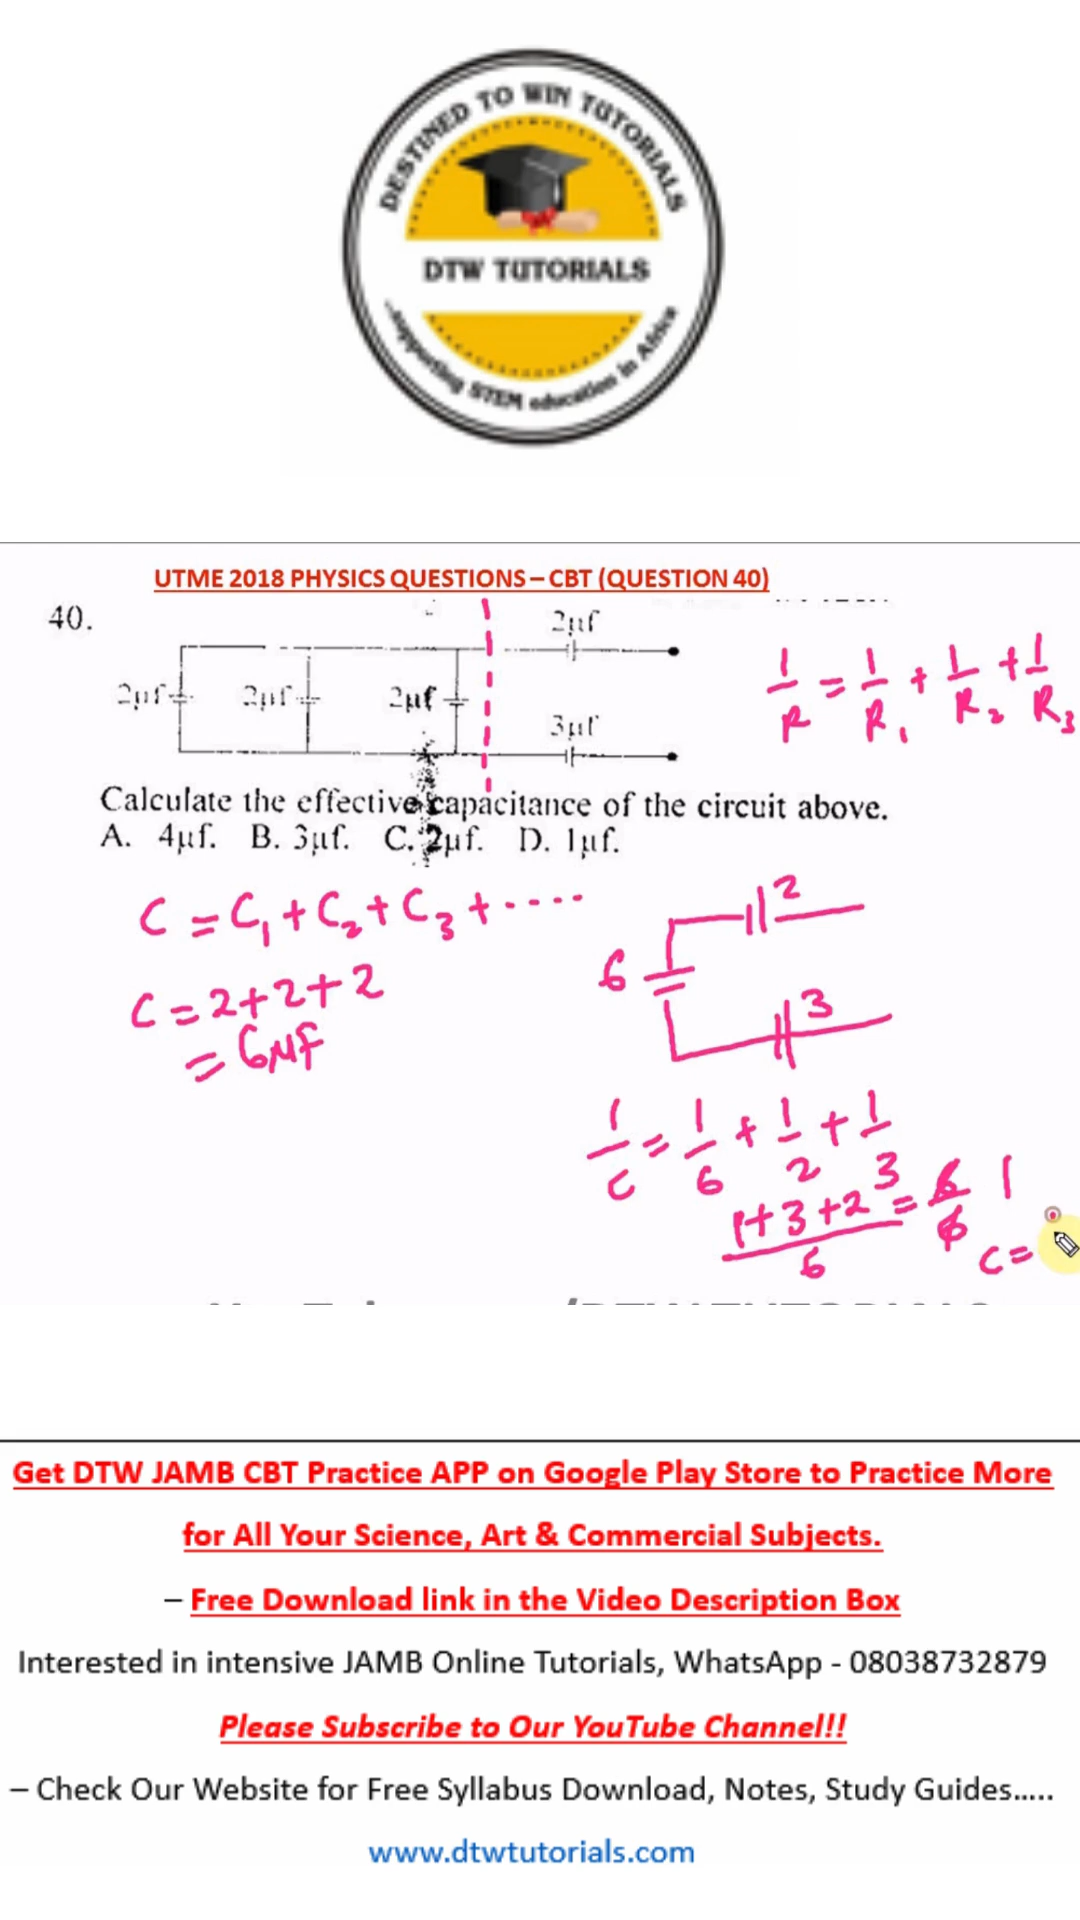 DESTINED TO WIN TUTORIALS
DTW TUTORIALS
...supporting STEM education in Africa
UTME 2018 PHYSICS QUESTIONS – CBT (QUESTION 40)
40.
2μf
2μf 2μf 2μf
3μf
1/R = 1/R₁ + 1/R₂ + 1/R₃
Calculate the effective capacitance of the circuit above.
A. 4μf. B. 3μf. C. 2μf. D. 1μf.
C = C₁ + C₂ + C₃ + ....
C = 2+2+2
= 6μf
2
6
3
1/C = 1/6 + 1/2 + 1/3
1+3+2/6 = 6/6 1
C =
Get DTW JAMB CBT Practice APP on Google Play Store to Practice More
for All Your Science, Art & Commercial Subjects.
– Free Download link in the Video Description Box
Interested in intensive JAMB Online Tutorials, WhatsApp - 08038732879
Please Subscribe to Our YouTube Channel!!
– Check Our Website for Free Syllabus Download, Notes, Study Guides.....
www.dtwtutorials.com